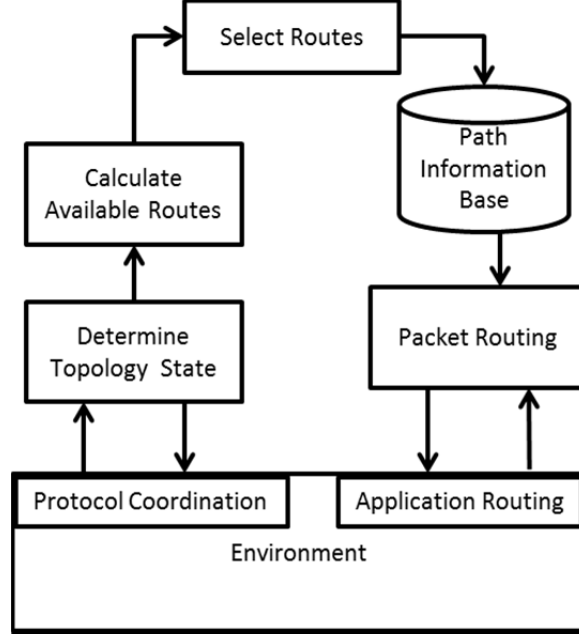 Select Routes
Path
Information
Base
Calculate
Available Routes
Determine
Topology State
Packet Routing
Protocol Coordination
Application Routing
Environment